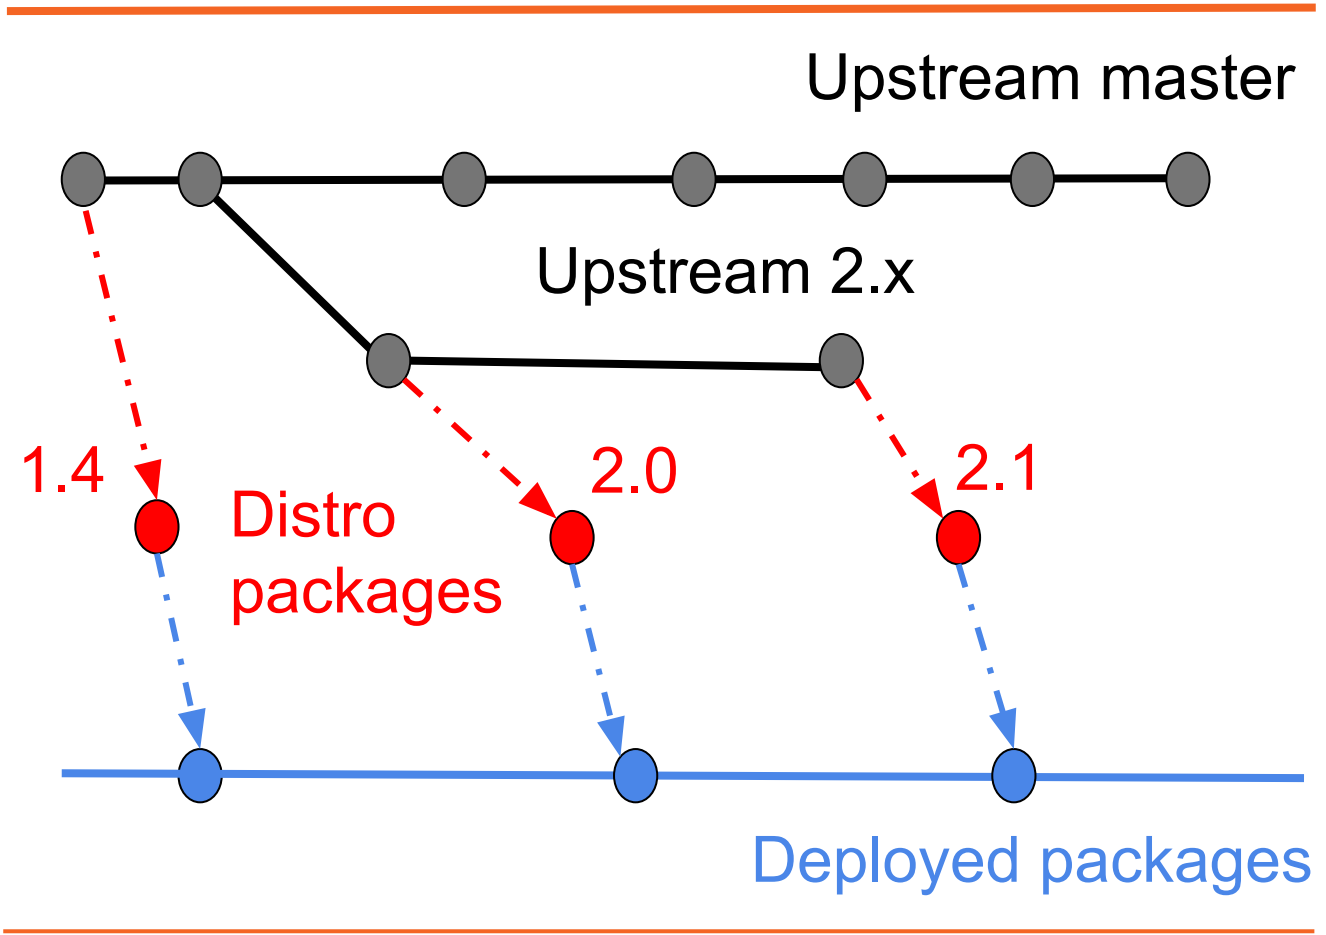 Upstream master
Upstream 2.x
1.4
2.0
2.1
Distro
packages
Deployed packages